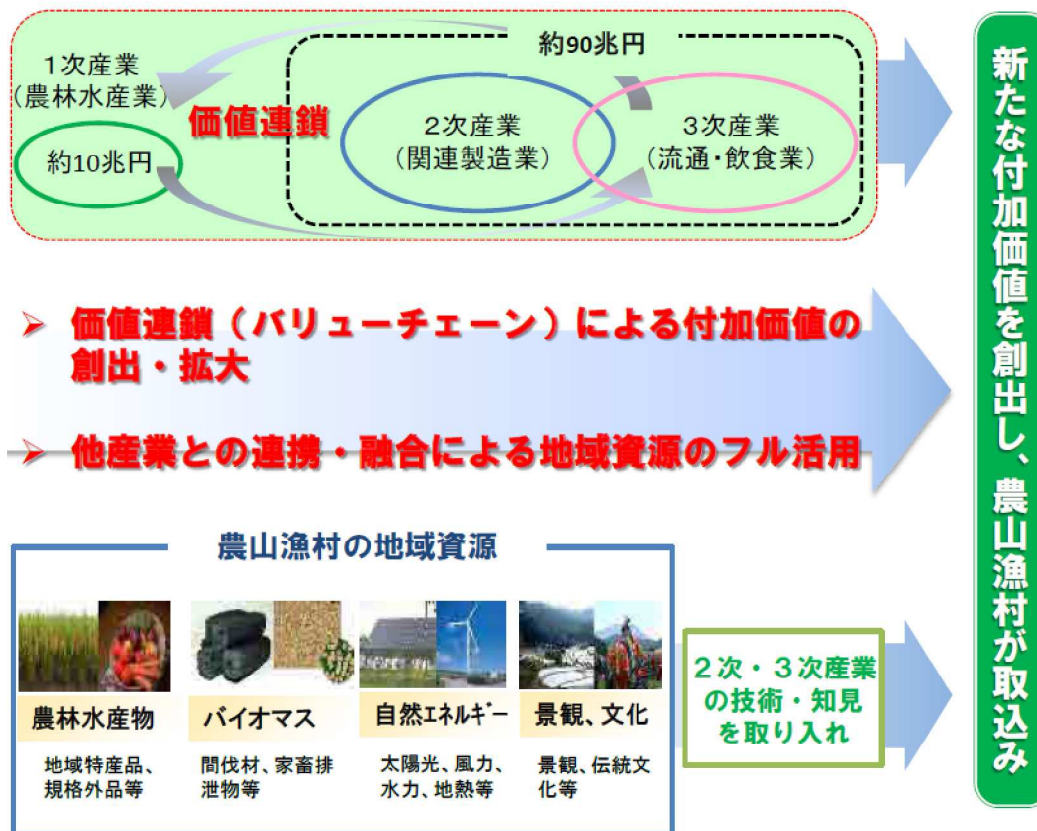 約90兆円
１次産業
（農林水産業）
約10兆円
価値連鎖
２次産業
（関連製造業）
３次産業
（流通・飲食業）
➢ 価値連鎖（バリューチェーン）による付加価値の
創出・拡大
➢ 他産業との連携・融合による地域資源のフル活用
農山漁村の地域資源
農林水産物
地域特産品、
規格外品等
バイオマス
間伐材、家畜排
泄物等
自然エネルギー
太陽光、風力、
水力、地熱等
景観、文化
景観、伝統文
化等
２次・３次産業
の技術・知見
を取り入れ
新たな付加価値を創出し、農山漁村が取込み